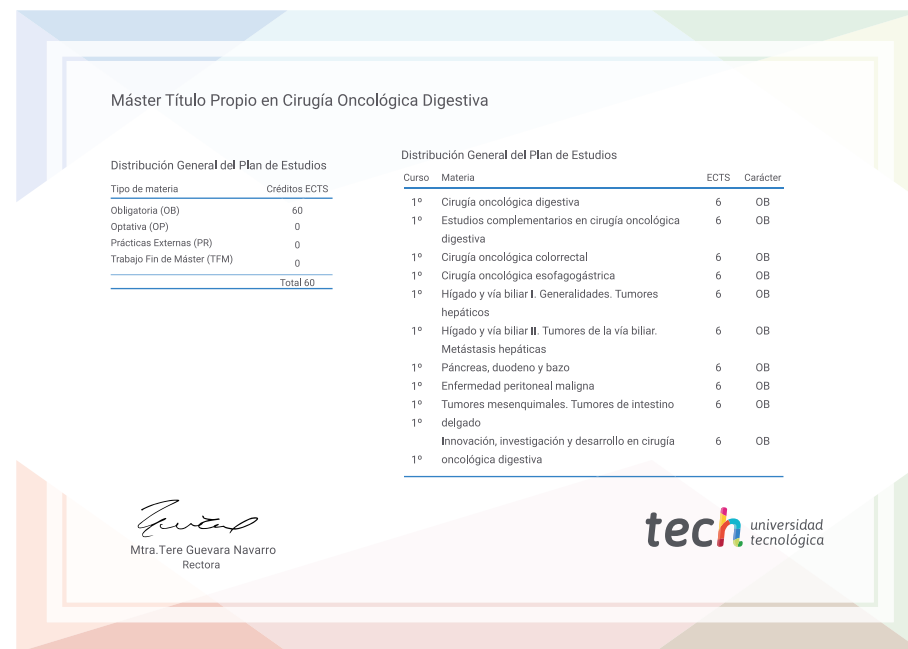 Máster Título Propio en Cirugía Oncológica Digestiva
Distribución General del Plan de Estudios
Tipo de materia Créditos ECTS
Obligatoria (OB) 60
Optativa (OP) 0
Prácticas Externas (PR) 0
Trabajo Fin de Máster (TFM) 0
Total 60
Distribución General del Plan de Estudios
Curso Materia ECTS Carácter
1º Cirugía oncológica digestiva 6 OB
1º Estudios complementarios en cirugía oncológica 6 OB
digestiva
1º Cirugía oncológica colorrectal 6 OB
1º Cirugía oncológica esofagogástrica 6 OB
1º Hígado y vía biliar I. Generalidades. Tumores 6 OB
hepáticos
1º Hígado y vía biliar II. Tumores de la vía biliar. 6 OB
Metástasis hepáticas
1º Páncreas, duodeno y bazo 6 OB
1º Enfermedad peritoneal maligna 6 OB
1º Tumores mesenquimales. Tumores de intestino 6 OB
1º delgado
Innovación, investigación y desarrollo en cirugía 6 OB
1º oncológica digestiva
Mtra.Tere Guevara Navarro
Rectora
tech universidad
tecnológica